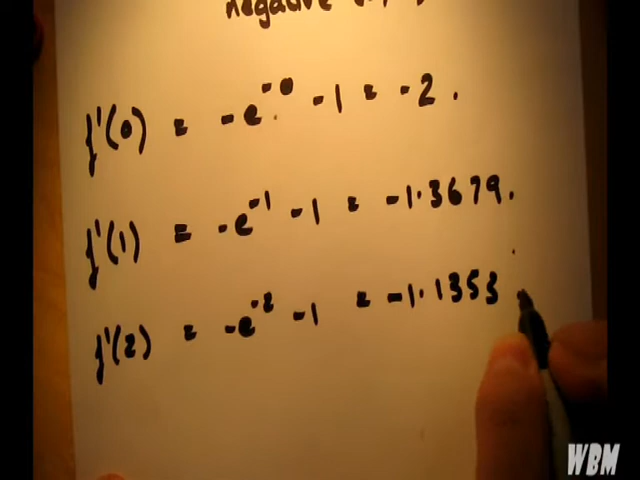 negative
f'(0) = -e^-0 -1 = -2.
f'(1) = -e^-1 -1 = -1.3679.
f'(2) = -e^-2 -1 = -1.1353
WBM